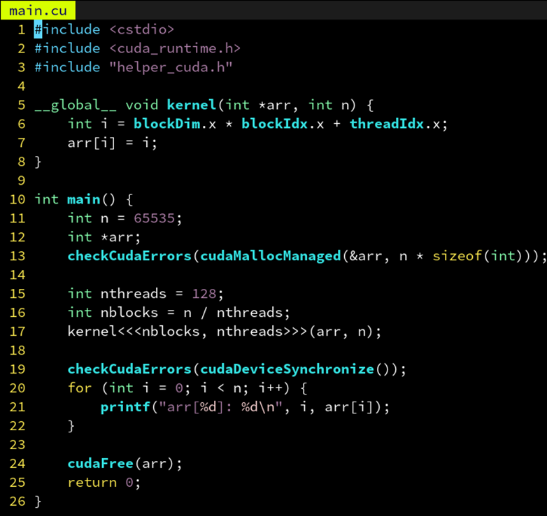 main.cu
1 #include <cstdio>
2 #include <cuda_runtime.h>
3 #include "helper_cuda.h"
4
5 __global__ void kernel(int *arr, int n) {
6     int i = blockDim.x * blockIdx.x + threadIdx.x;
7     arr[i] = i;
8 }
9
10 int main() {
11     int n = 65535;
12     int *arr;
13     checkCudaErrors(cudaMallocManaged(&arr, n * sizeof(int)));
14
15     int nthreads = 128;
16     int nblocks = n / nthreads;
17     kernel<<<nblocks, nthreads>>>(arr, n);
18
19     checkCudaErrors(cudaDeviceSynchronize());
20     for (int i = 0; i < n; i++) {
21         printf("arr[%d]: %d\n", i, arr[i]);
22     }
23
24     cudaFree(arr);
25     return 0;
26 }